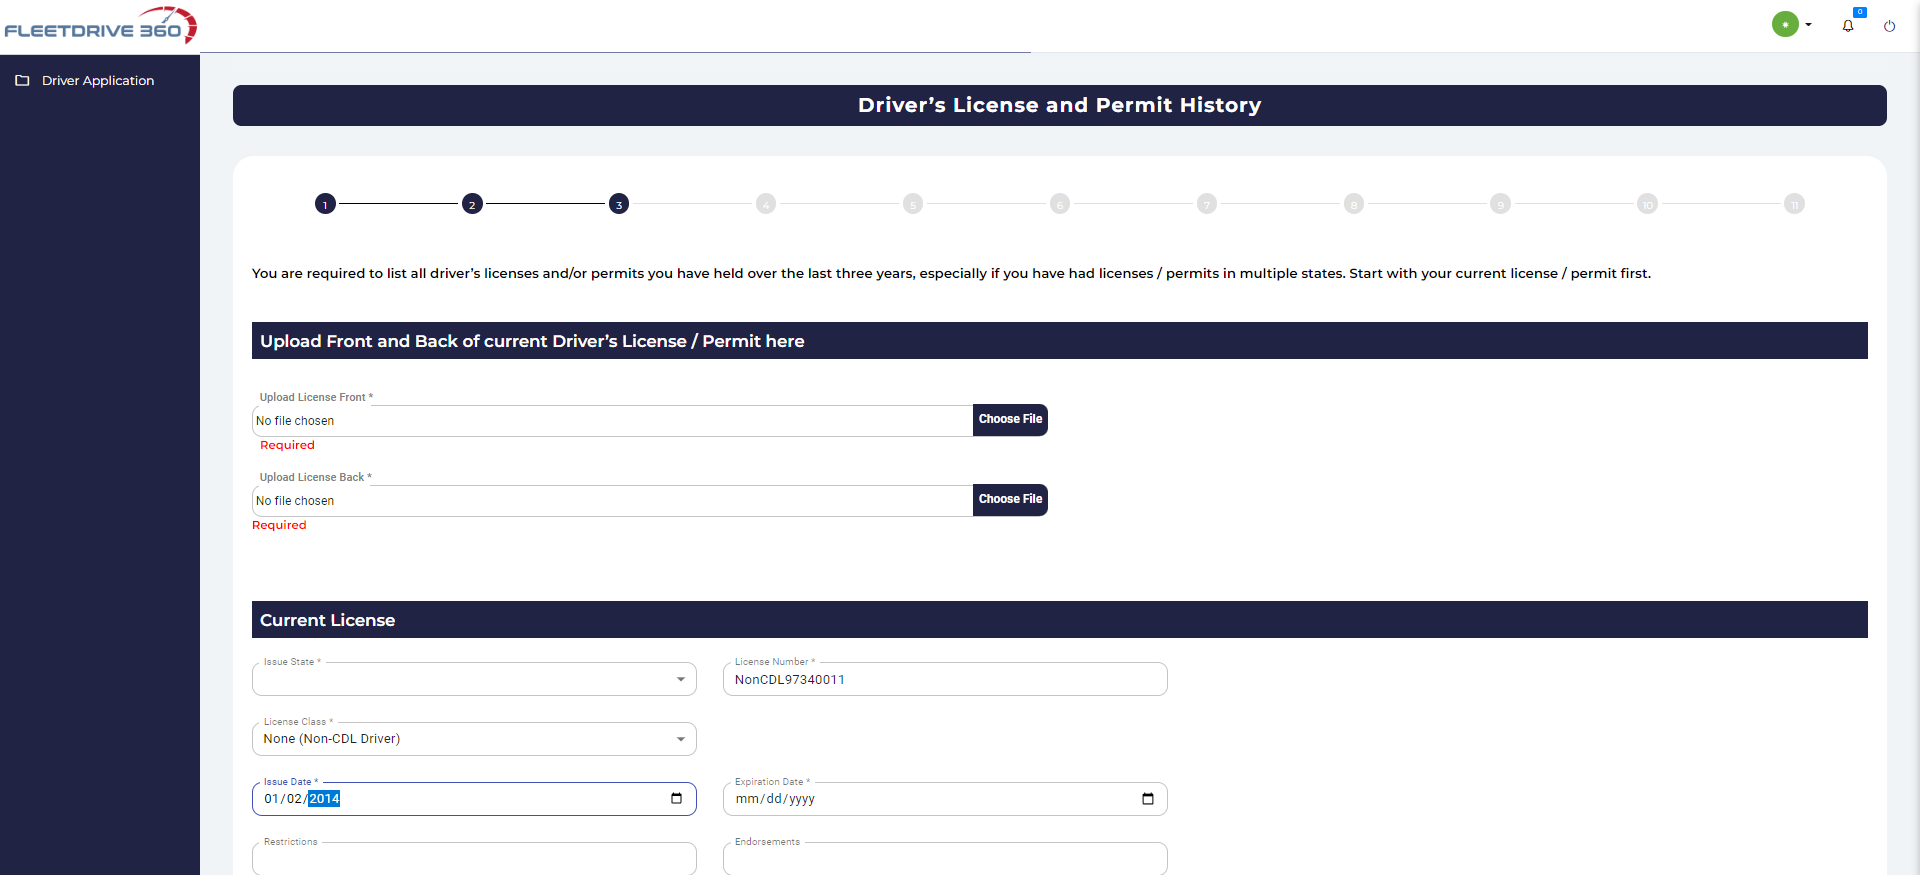 FLEETDRIVE 360
0
Driver Application
Driver's License and Permit History
1 2 3 4 5 6 7 8 9 10 11
You are required to list all driver's licenses and/or permits you have held over the last three years, especially if you have had licenses / permits in multiple states. Start with your current license / permit first.
Upload Front and Back of current Driver's License / Permit here
Upload License Front *
No file chosen
Choose File
Required
Upload License Back *
No file chosen
Choose File
Required
Current License
Issue State *
License Number *
NonCDL97340011
License Class *
None (Non-CDL Driver)
Issue Date *
01/02/2014
Expiration Date *
mm/dd/yyyy
Restrictions
Endorsements